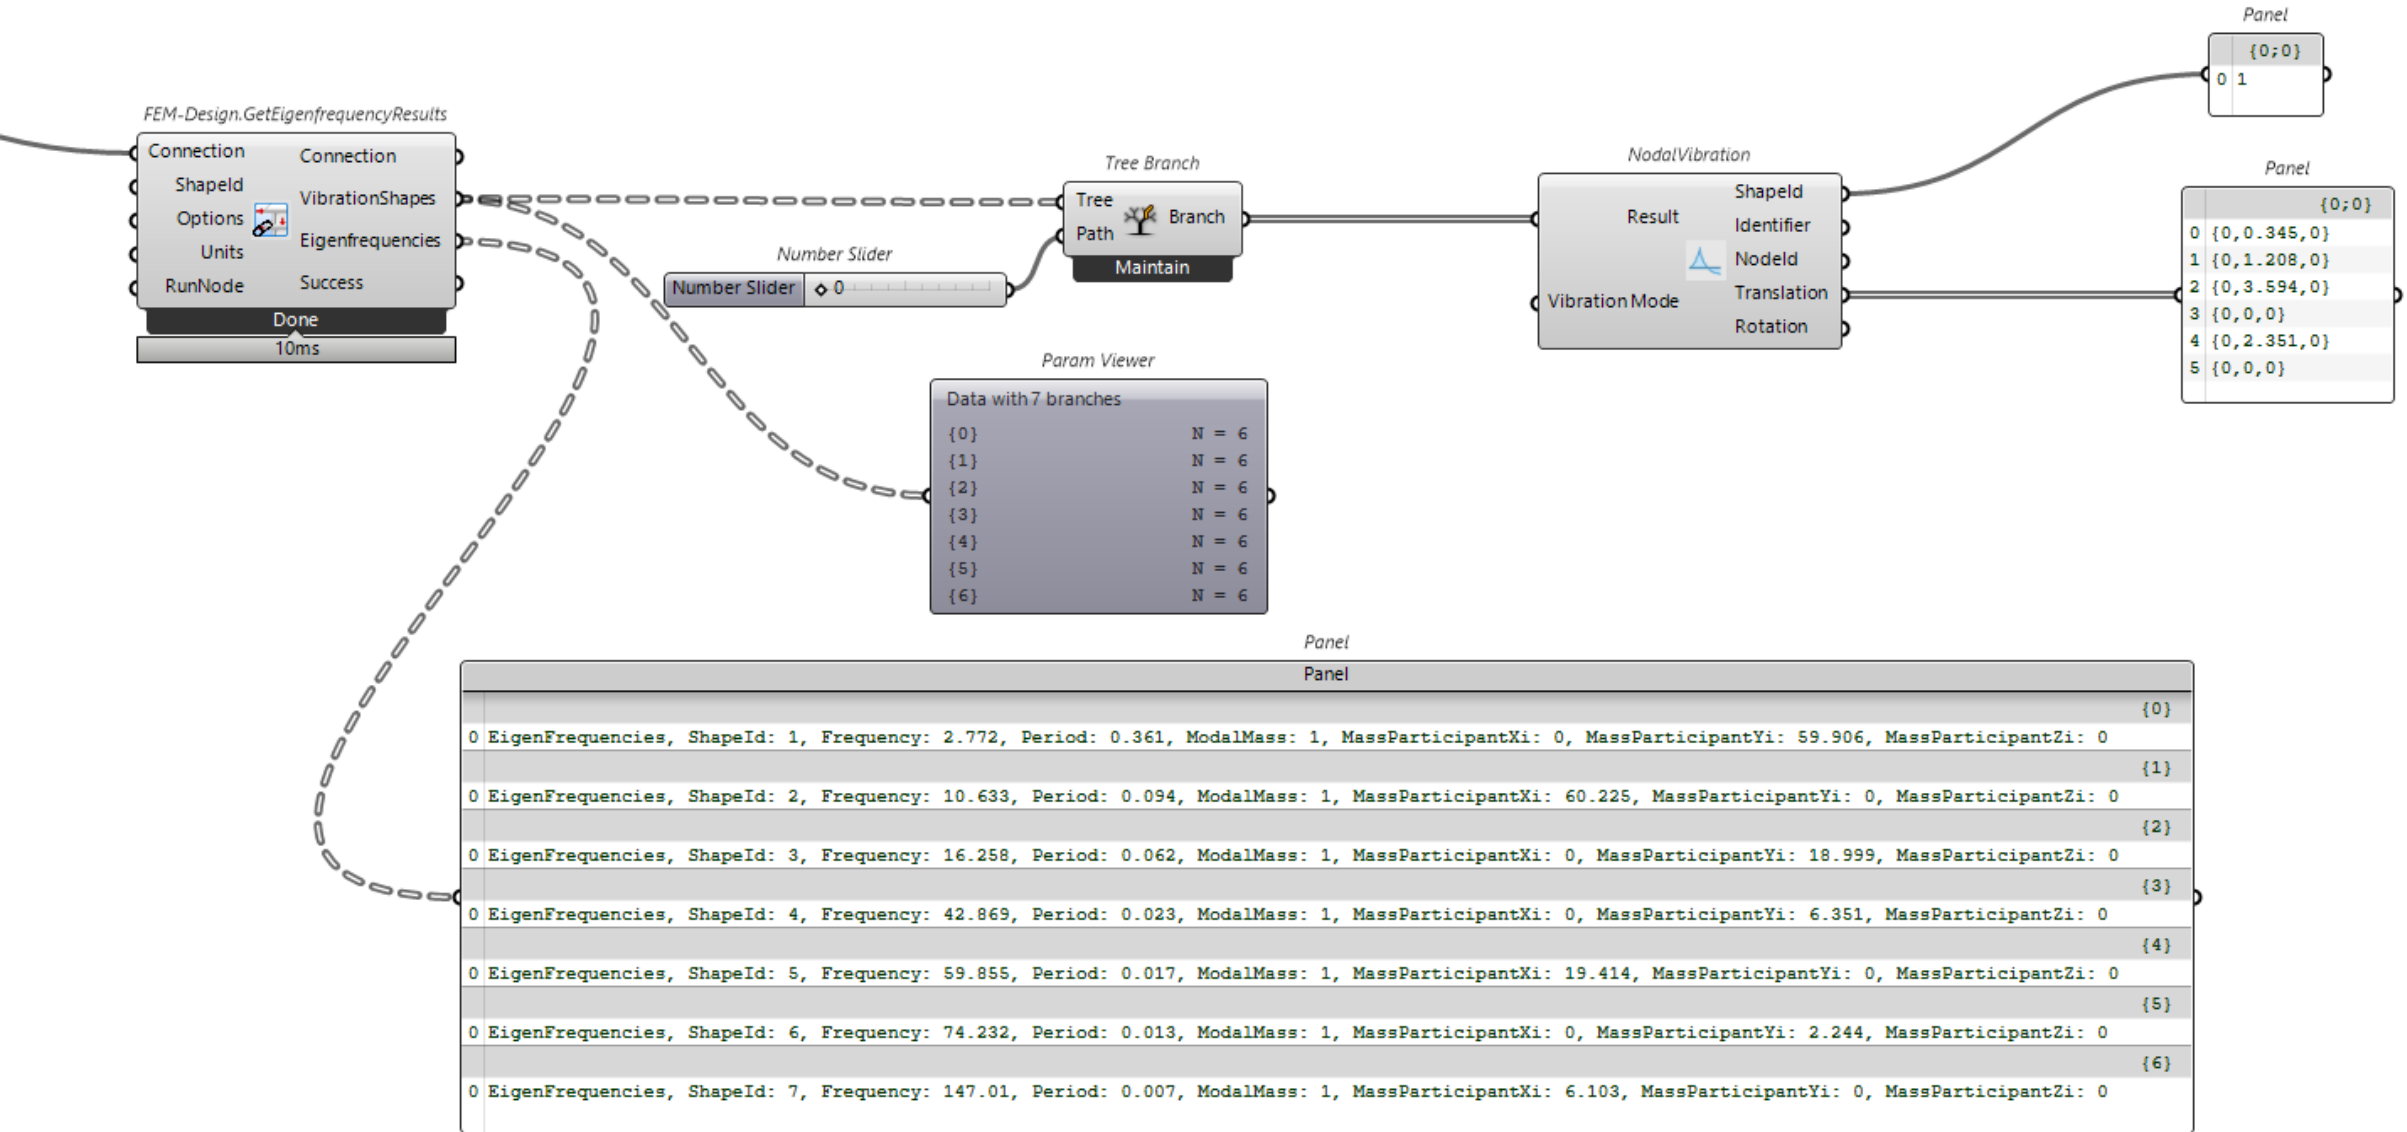 Panel
{0;0}
0 1
FEM-Design.GetEigenfrequencyResults
Connection
ShapeId
Options
Units
RunNode
Connection
VibrationShapes
Eigenfrequencies
Success
Done
10ms
Tree Branch
Tree
Path
Branch
Maintain
Number Slider
Number Slider 0
NodalVibration
Result
Vibration Mode
ShapeId
Identifier
NodeId
Translation
Rotation
Panel
{0;0}
0 {0,0.345,0}
1 {0,1.208,0}
2 {0,3.594,0}
3 {0,0,0}
4 {0,2.351,0}
5 {0,0,0}
Param Viewer
Data with 7 branches
{0} N = 6
{1} N = 6
{2} N = 6
{3} N = 6
{4} N = 6
{5} N = 6
{6} N = 6
Panel
Panel
{0}
0 EigenFrequencies, ShapeId: 1, Frequency: 2.772, Period: 0.361, ModalMass: 1, MassParticipantXi: 0, MassParticipantYi: 59.906, MassParticipantZi: 0
{1}
0 EigenFrequencies, ShapeId: 2, Frequency: 10.633, Period: 0.094, ModalMass: 1, MassParticipantXi: 60.225, MassParticipantYi: 0, MassParticipantZi: 0
{2}
0 EigenFrequencies, ShapeId: 3, Frequency: 16.258, Period: 0.062, ModalMass: 1, MassParticipantXi: 0, MassParticipantYi: 18.999, MassParticipantZi: 0
{3}
0 EigenFrequencies, ShapeId: 4, Frequency: 42.869, Period: 0.023, ModalMass: 1, MassParticipantXi: 0, MassParticipantYi: 6.351, MassParticipantZi: 0
{4}
0 EigenFrequencies, ShapeId: 5, Frequency: 59.855, Period: 0.017, ModalMass: 1, MassParticipantXi: 19.414, MassParticipantYi: 0, MassParticipantZi: 0
{5}
0 EigenFrequencies, ShapeId: 6, Frequency: 74.232, Period: 0.013, ModalMass: 1, MassParticipantXi: 0, MassParticipantYi: 2.244, MassParticipantZi: 0
{6}
0 EigenFrequencies, ShapeId: 7, Frequency: 147.01, Period: 0.007, ModalMass: 1, MassParticipantXi: 6.103, MassParticipantYi: 0, MassParticipantZi: 0